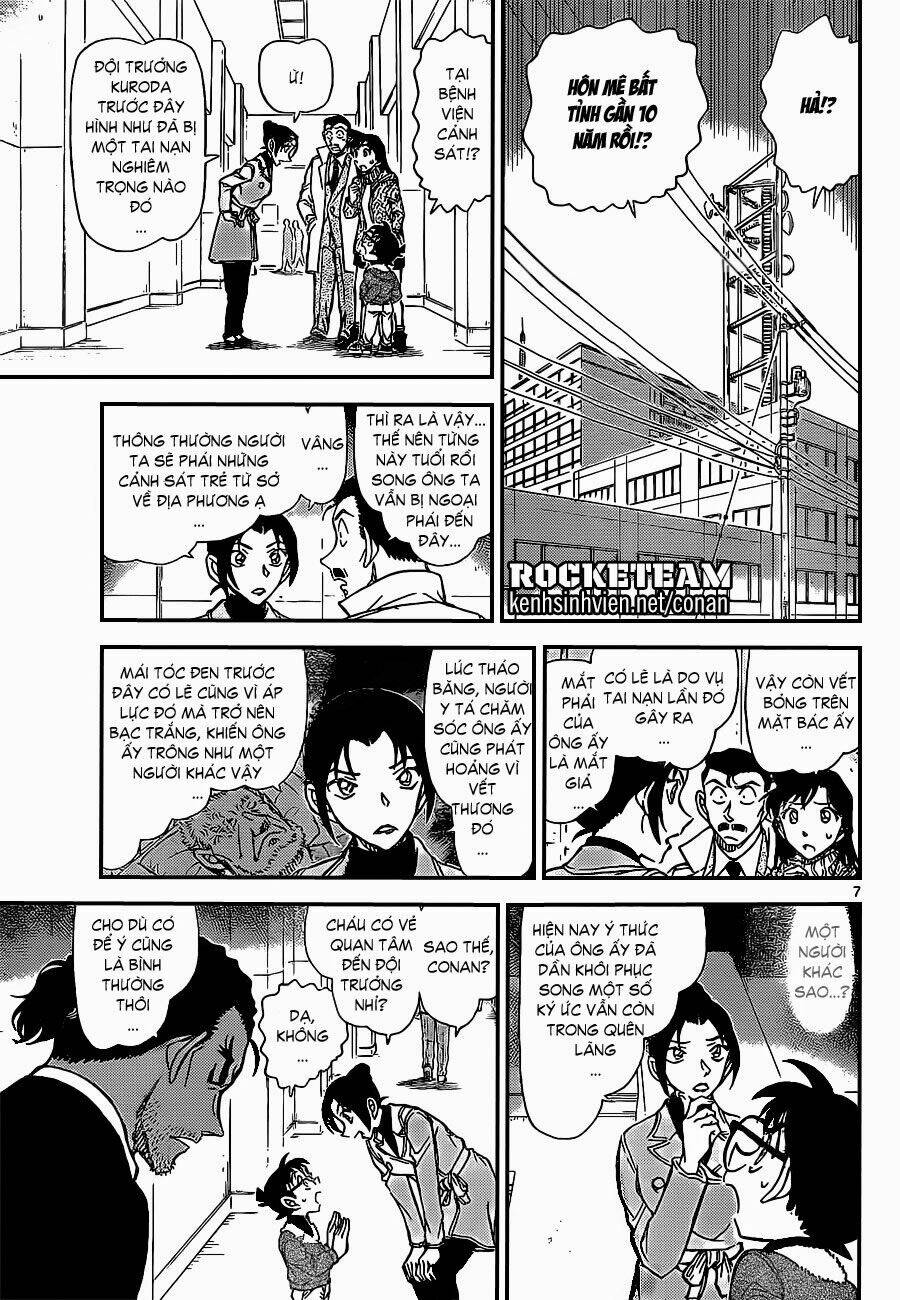 HẢ!?
HÔN MÊ BẤT
TỈNH GẦN 10
NĂM RỒI!?
TẠI
BỆNH
VIỆN
CẢNH
SÁT!?
Ừ!
ĐỘI TRƯỞNG
KURODA
TRƯỚC ĐÂY
HÌNH NHƯ ĐÃ BỊ
MỘT TAI NẠN
NGHIÊM
TRỌNG NÀO
ĐÓ
...
ROCKETEAM
kenhsinhvien.net/conan
THÌ RA LÀ VẬY...
THẾ NÊN TỪNG
NÀY TUỔI RỒI
SONG ÔNG TA
VẪN BỊ NGOẠI
PHÁI ĐẾN
ĐÂY...
VÂNG
...
THÔNG THƯỜNG NGƯỜI
TA SẼ PHÁI NHỮNG
CẢNH SÁT TRẺ TỪ SỞ
VỀ ĐỊA PHƯƠNG Ạ
...
VẬY CÒN VẾT
BỎNG TRÊN
MẶT BÁC ẤY
...
CÓ LẼ LÀ DO VỤ
TAI NẠN LẦN ĐÓ
GÂY RA
...
MẮT
PHẢI
CỦA
ÔNG ẤY
LÀ MẮT
GIẢ
...
LÚC THÁO
BĂNG, NGƯỜI
Y TÁ CHĂM
SÓC ÔNG ẤY
CŨNG PHÁT
HOẢNG VÌ
VẾT
THƯƠNG
ĐÓ
MÁI TÓC ĐEN TRƯỚC
ĐÂY CÓ LẼ CŨNG VÌ ÁP
LỰC ĐÓ MÀ TRỞ NÊN
BẠC TRẮNG, KHIẾN ÔNG
ẤY TRÔNG NHƯ MỘT
NGƯỜI KHÁC VẬY
...
7
MỘT
NGƯỜI
KHÁC
SAO...?
HIỆN NAY Ý THỨC
CỦA ÔNG ẤY ĐÃ
DẦN KHÔI PHỤC
SONG MỘT SỐ
KÝ ỨC VẪN CÒN
TRONG QUÊN
LÃNG
...
SAO THẾ,
CONAN?
CHÁU CÓ VẺ
QUAN TÂM
ĐẾN ĐỘI
TRƯỞNG
NHỈ?
DẠ,
KHÔNG
...
CHO DÙ CÓ
ĐỂ Ý CŨNG
LÀ BÌNH
THƯỜNG
THÔI
...